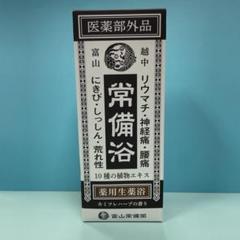 医薬部外品
越中
富山
リウマチ・神経痛・腰痛
常備浴
にきび・しっしん・荒れ性
10種の植物エキス
薬用生薬浴
カミツレハーブの香り
富山常備薬